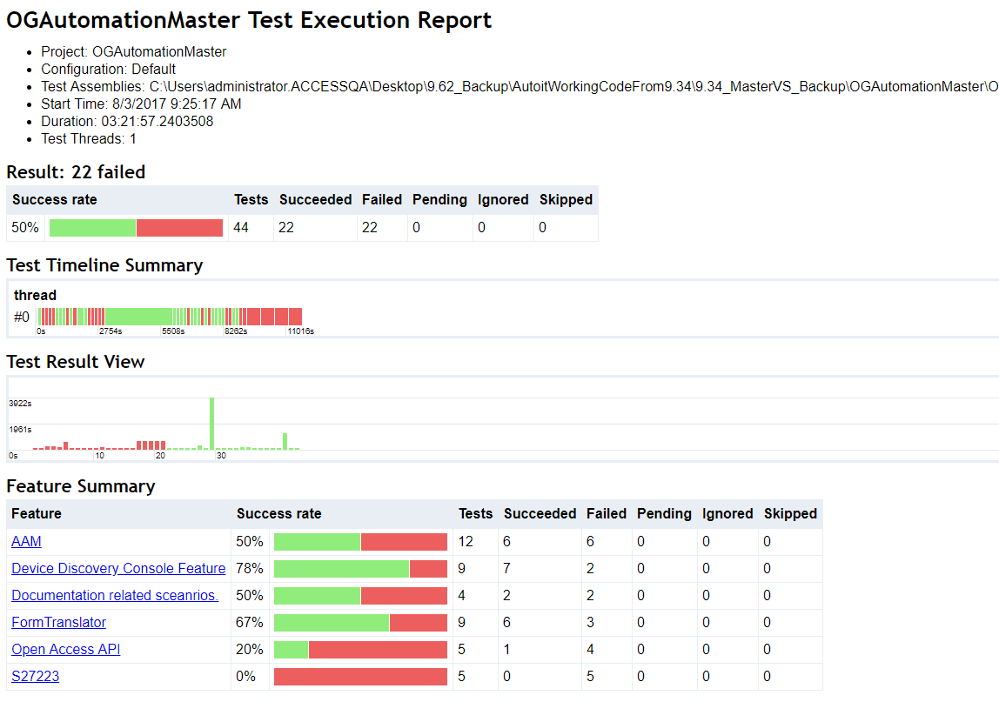 OGAutomationMaster Test Execution Report
Project: OGAutomationMaster
Configuration: Default
Test Assemblies: C:\Users\administrator.ACCESSQA\Desktop\9.62_Backup\AutoitWorkingCodeFrom9.34\9.34_MasterVS_Backup\OGAutomationMaster\O
Start Time: 8/3/2017 9:25:17 AM
Duration: 03:21:57.2403508
Test Threads: 1
Result: 22 failed
Success rate Tests Succeeded Failed Pending Ignored Skipped
50% 44 22 22 0 0 0
Test Timeline Summary
thread
#0
0s 2754s 5508s 8262s 11016s
Test Result View
3922s
1961s
0s 10 20 30
Feature Summary
Feature Success rate Tests Succeeded Failed Pending Ignored Skipped
AAM 50% 12 6 6 0 0 0
Device Discovery Console Feature 78% 9 7 2 0 0 0
Documentation related sceanrios. 50% 4 2 2 0 0 0
FormTranslator 67% 9 6 3 0 0 0
Open Access API 20% 5 1 4 0 0 0
S27223 0% 5 0 5 0 0 0